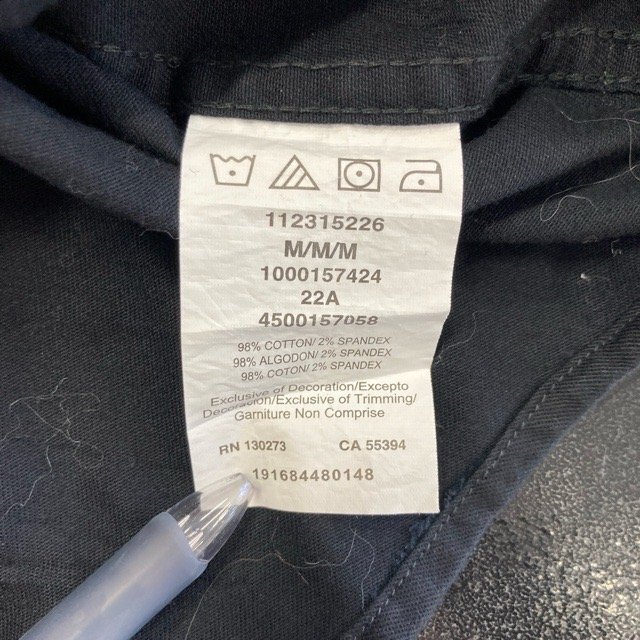 112315226
M/M/M
1000157424
22A
4500157058
98% COTTON/ 2% SPANDEX
98% ALGODON/ 2% SPANDEX
98% COTON/ 2% SPANDEX
Exclusive of Decoration/Excepto
Decoracion/Exclusive of Trimming/
Garniture Non Comprise
RN 130273 CA 55394
191684480148